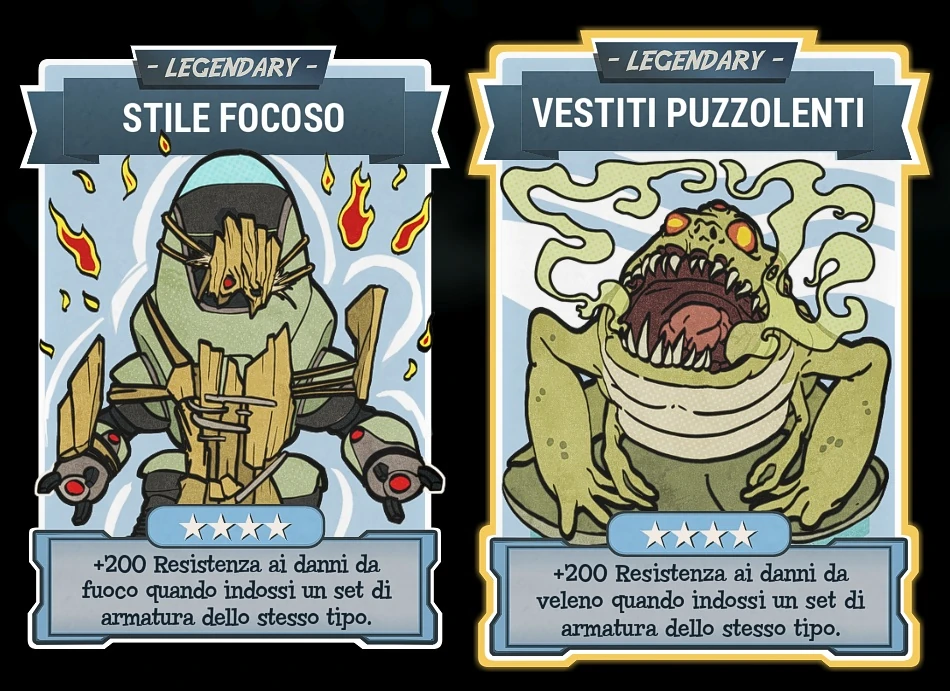 - LEGENDARY -
STILE FOCOSO
+200 Resistenza ai danni da
fuoco quando indossi un set di
armatura dello stesso tipo.
- LEGENDARY -
VESTITI PUZZOLENTI
+200 Resistenza ai danni da
veleno quando indossi un set di
armatura dello stesso tipo.